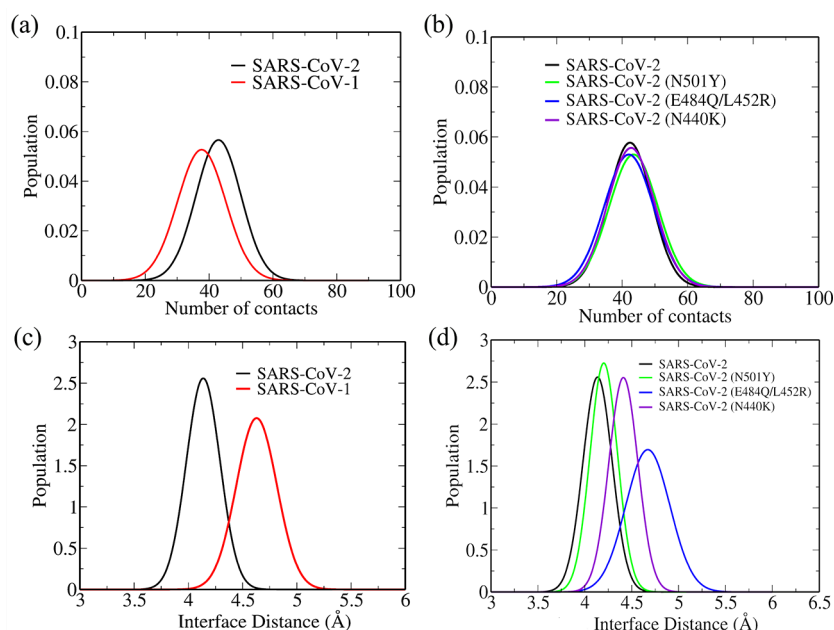 (a)
0.1
0.08
0.06
0.04
0.02
0
Population
SARS-CoV-2
SARS-CoV-1
0 20 40 60 80 100
Number of contacts
(b)
0.1
0.08
0.06
0.04
0.02
0
Population
SARS-CoV-2
SARS-CoV-2 (N501Y)
SARS-CoV-2 (E484Q/L452R)
SARS-CoV-2 (N440K)
0 20 40 60 80 100
Number of contacts
(c)
3
2.5
2
1.5
1
0.5
0
Population
SARS-CoV-2
SARS-CoV-1
3 3.5 4 4.5 5 5.5 6
Interface Distance (Å)
(d)
3
2.5
2
1.5
1
0.5
0
Population
SARS-CoV-2
SARS-CoV-2 (N501Y)
SARS-CoV-2 (E484Q/L452R)
SARS-CoV-2 (N440K)
3 3.5 4 4.5 5 5.5 6 6.5
Interface Distance (Å)